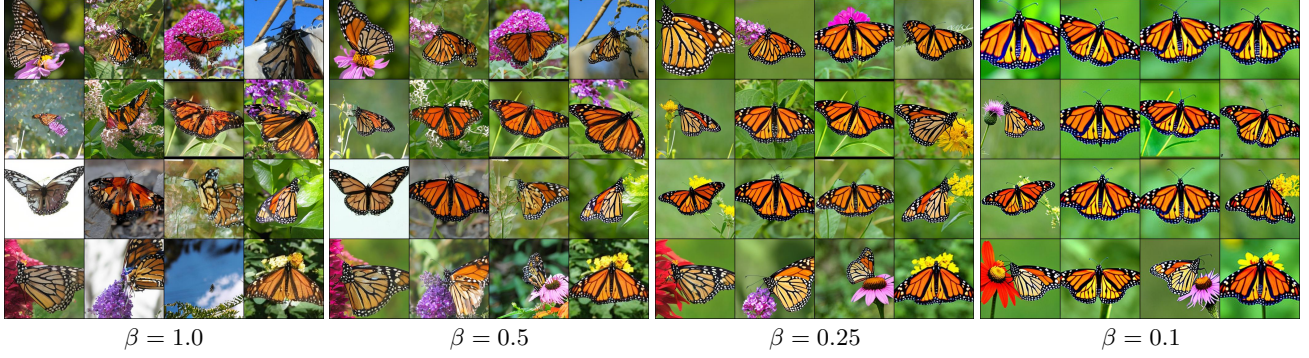 β = 1.0
β = 0.5
β = 0.25
β = 0.1